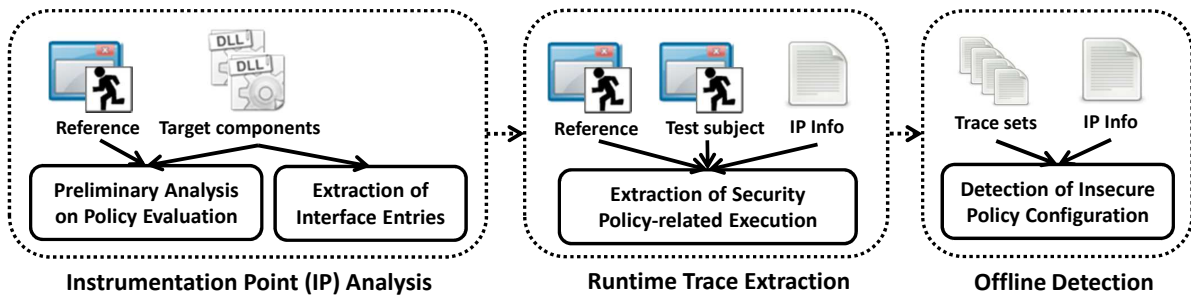 DLL
DLL
Reference
Target components
Preliminary Analysis
on Policy Evaluation
Extraction of
Interface Entries
Instrumentation Point (IP) Analysis
Reference
Test subject
IP Info
Extraction of Security
Policy-related Execution
Runtime Trace Extraction
Trace sets
IP Info
Detection of Insecure
Policy Configuration
Offline Detection